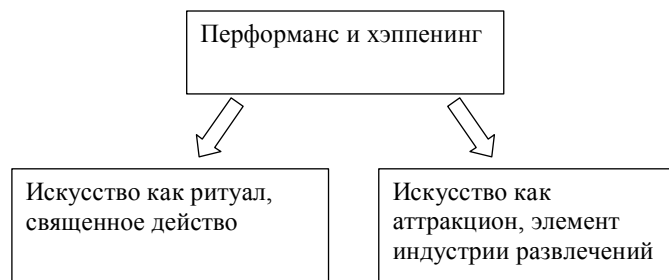 Перформанс и хэппенинг
Искусство как ритуал,
священное действо
Искусство как
аттракцион, элемент
индустрии развлечений